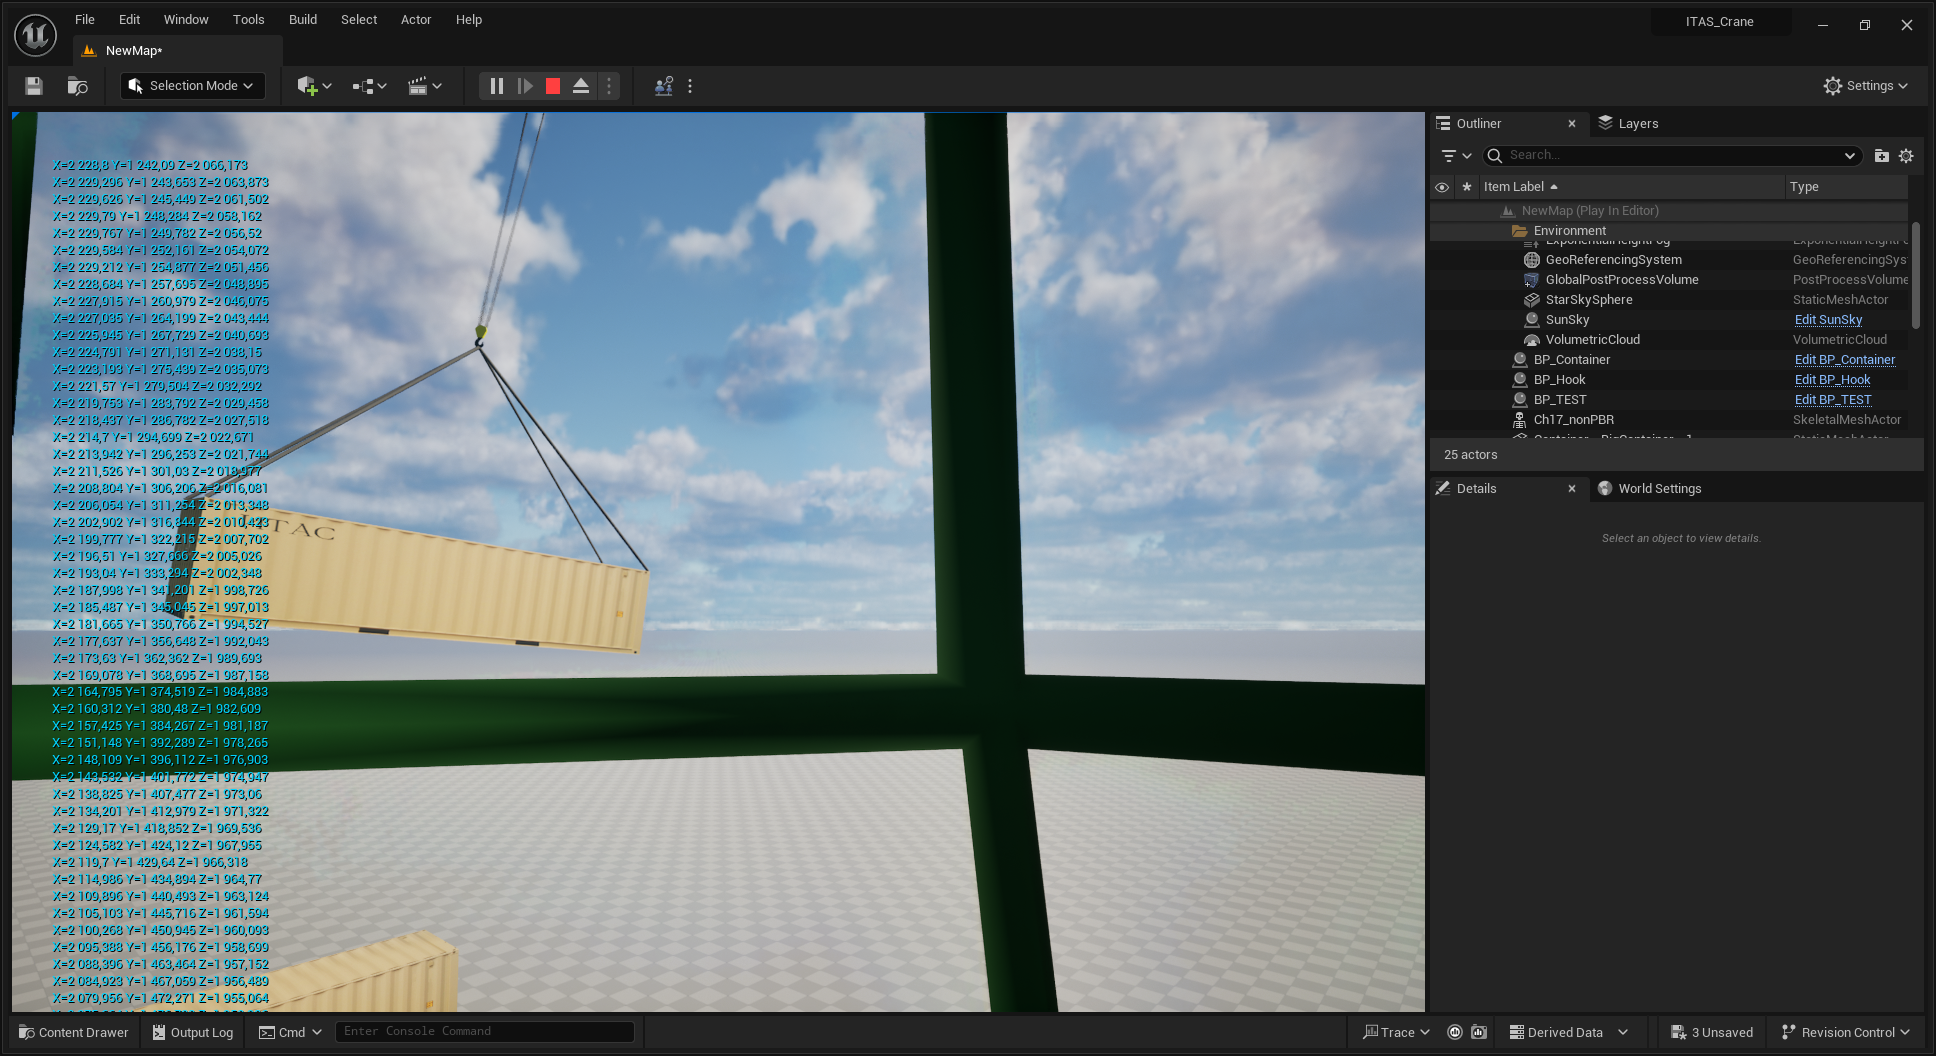 File Edit Window Tools Build Select Actor Help
ITAS_Crane
NewMap*
Selection Mode
Settings
X=2 228,8 Y=1 242,09 Z=2 066,173
X=2 229,296 Y=1 243,653 Z=2 063,873
X=2 229,626 Y=1 245,449 Z=2 061,502
X=2 229,79 Y=1 248,284 Z=2 058,162
X=2 229,767 Y=1 249,782 Z=2 056,52
X=2 229,584 Y=1 252,161 Z=2 054,072
X=2 229,212 Y=1 254,877 Z=2 051,456
X=2 228,684 Y=1 257,695 Z=2 048,895
X=2 227,915 Y=1 260,979 Z=2 046,075
X=2 227,035 Y=1 264,199 Z=2 043,444
X=2 225,945 Y=1 267,729 Z=2 040,693
X=2 224,791 Y=1 271,131 Z=2 038,15
X=2 223,193 Y=1 275,439 Z=2 035,073
X=2 221,57 Y=1 279,504 Z=2 032,292
X=2 219,753 Y=1 283,792 Z=2 029,458
X=2 218,437 Y=1 286,782 Z=2 027,518
X=2 214,7 Y=1 294,699 Z=2 022,671
X=2 213,942 Y=1 296,253 Z=2 021,744
X=2 211,526 Y=1 301,03 Z=2 018,977
X=2 208,804 Y=1 306,206 Z=2 016,081
X=2 206,054 Y=1 311,254 Z=2 013,348
X=2 202,902 Y=1 316,844 Z=2 010,423
X=2 199,777 Y=1 322,215 Z=2 007,702
X=2 196,51 Y=1 327,666 Z=2 005,026
X=2 193,04 Y=1 333,294 Z=2 002,348
X=2 187,998 Y=1 341,201 Z=1 998,726
X=2 185,487 Y=1 345,045 Z=1 997,013
X=2 181,665 Y=1 350,766 Z=1 994,527
X=2 177,637 Y=1 356,648 Z=1 992,043
X=2 173,63 Y=1 362,362 Z=1 989,693
X=2 169,078 Y=1 368,695 Z=1 987,158
X=2 164,795 Y=1 374,519 Z=1 984,883
X=2 160,312 Y=1 380,48 Z=1 982,609
X=2 157,425 Y=1 384,267 Z=1 981,187
X=2 151,148 Y=1 392,289 Z=1 978,265
X=2 148,109 Y=1 396,112 Z=1 976,903
X=2 143,532 Y=1 401,772 Z=1 974,947
X=2 138,825 Y=1 407,477 Z=1 973,06
X=2 134,201 Y=1 412,979 Z=1 971,322
X=2 129,17 Y=1 418,852 Z=1 969,536
X=2 124,582 Y=1 424,12 Z=1 967,955
X=2 119,7 Y=1 429,64 Z=1 966,318
X=2 114,986 Y=1 434,894 Z=1 964,77
X=2 109,896 Y=1 440,493 Z=1 963,124
X=2 105,103 Y=1 445,716 Z=1 961,594
X=2 100,268 Y=1 450,945 Z=1 960,093
X=2 095,388 Y=1 456,176 Z=1 958,699
X=2 088,396 Y=1 463,464 Z=1 957,152
X=2 084,923 Y=1 467,059 Z=1 956,489
X=2 079,956 Y=1 472,271 Z=1 955,064
Outliner Layers
Search...
Item Label Type
NewMap (Play In Editor)
Environment
GeoReferencingSystem GeoReferencingSys
GlobalPostProcessVolume PostProcessVolume
StarSkySphere StaticMeshActor
SunSky Edit SunSky
VolumetricCloud VolumetricCloud
BP_Container Edit BP_Container
BP_Hook Edit BP_Hook
BP_TEST Edit BP_TEST
Ch17_nonPBR SkeletalMeshActor
25 actors
Details World Settings
Select an object to view details.
Content Drawer Output Log Cmd Enter Console Command Trace Derived Data 3 Unsaved Revision Control